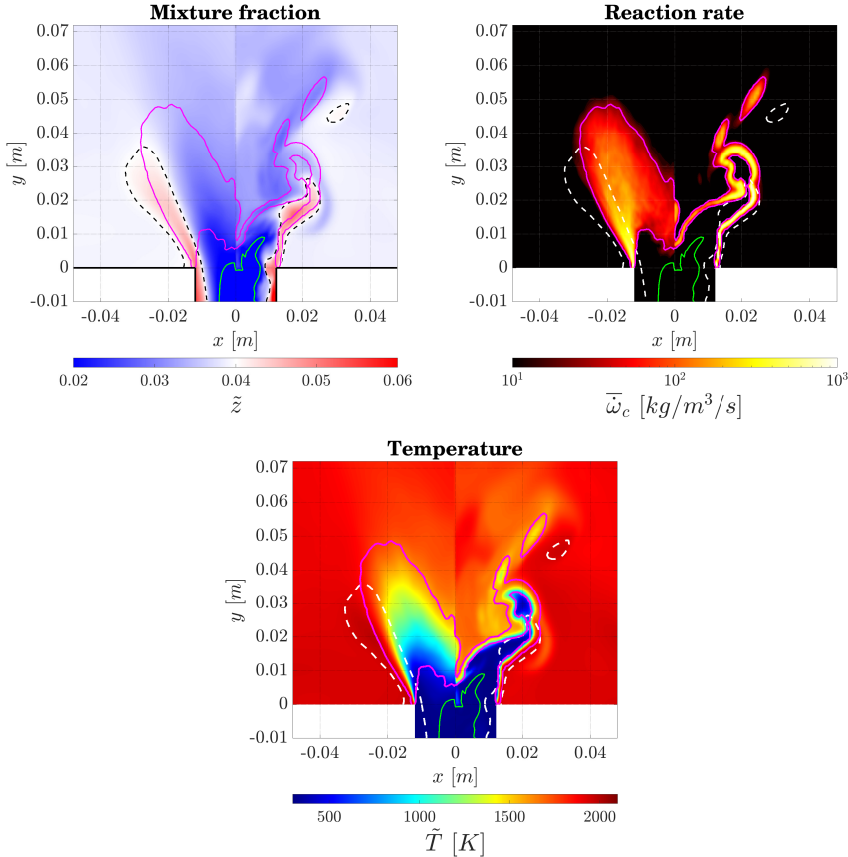 Mixture fraction
0.07
0.06
0.05
0.04
0.03
0.02
0.01
0
-0.01
y [m]
-0.04 -0.02 0 0.02 0.04
x [m]
0.02 0.03 0.04 0.05 0.06
z̃
Reaction rate
0.07
0.06
0.05
0.04
0.03
0.02
0.01
0
-0.01
y [m]
-0.04 -0.02 0 0.02 0.04
x [m]
10¹ 10² 10³
ω̇̅_c [kg/m³/s]
Temperature
0.07
0.06
0.05
0.04
0.03
0.02
0.01
0
-0.01
y [m]
-0.04 -0.02 0 0.02 0.04
x [m]
500 1000 1500 2000
T̃ [K]